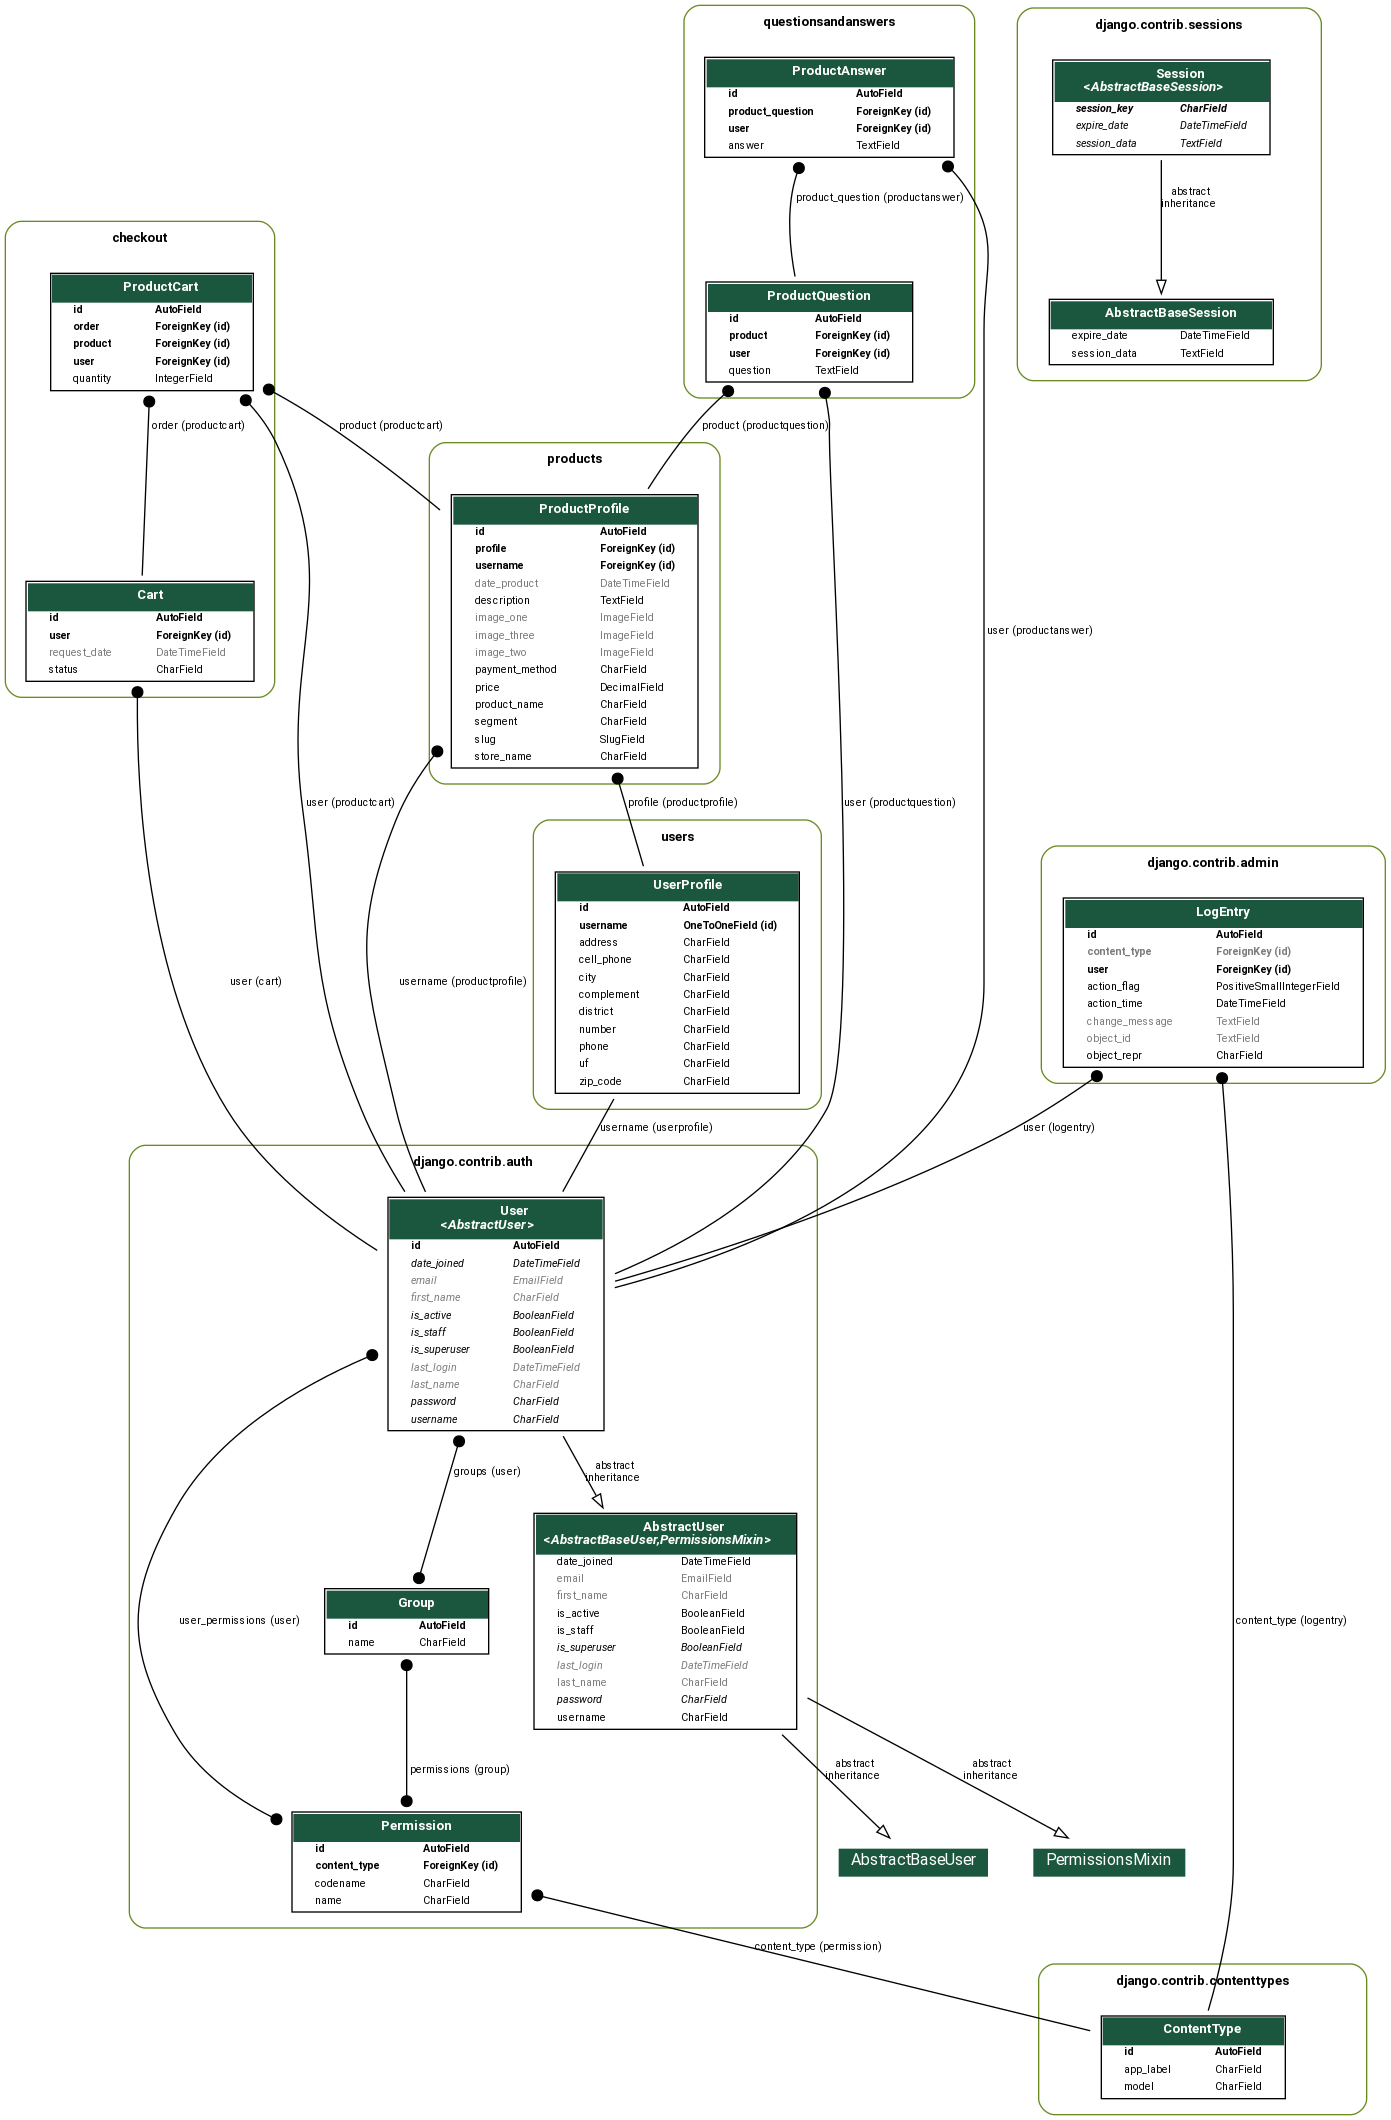 questionsandanswers
ProductAnswer
id AutoField
product_question ForeignKey (id)
user ForeignKey (id)
answer TextField
product_question (productanswer)
ProductQuestion
id AutoField
product ForeignKey (id)
user ForeignKey (id)
question TextField
django.contrib.sessions
Session
<AbstractBaseSession>
session_key CharField
expire_date DateTimeField
session_data TextField
abstract
inheritance
AbstractBaseSession
expire_date DateTimeField
session_data TextField
checkout
ProductCart
id AutoField
order ForeignKey (id)
product ForeignKey (id)
user ForeignKey (id)
quantity IntegerField
order (productcart)
product (productcart)
product (productquestion)
Cart
id AutoField
user ForeignKey (id)
request_date DateTimeField
status CharField
products
ProductProfile
id AutoField
profile ForeignKey (id)
username ForeignKey (id)
date_product DateTimeField
description TextField
image_one ImageField
image_three ImageField
image_two ImageField
payment_method CharField
price DecimalField
product_name CharField
segment CharField
slug SlugField
store_name CharField
user (productanswer)
user (productcart)
profile (productprofile)
user (productquestion)
users
UserProfile
id AutoField
username OneToOneField (id)
address CharField
cell_phone CharField
city CharField
complement CharField
district CharField
number CharField
phone CharField
uf CharField
zip_code CharField
django.contrib.admin
LogEntry
id AutoField
content_type ForeignKey (id)
user ForeignKey (id)
action_flag PositiveSmallIntegerField
action_time DateTimeField
change_message TextField
object_id TextField
object_repr CharField
user (cart)
username (productprofile)
username (userprofile)
user (logentry)
django.contrib.auth
User
<AbstractUser>
id AutoField
date_joined DateTimeField
email EmailField
first_name CharField
is_active BooleanField
is_staff BooleanField
is_superuser BooleanField
last_login DateTimeField
last_name CharField
password CharField
username CharField
groups (user)
abstract
inheritance
AbstractUser
<AbstractBaseUser,PermissionsMixin>
date_joined DateTimeField
email EmailField
first_name CharField
is_active BooleanField
is_staff BooleanField
is_superuser BooleanField
last_login DateTimeField
last_name CharField
password CharField
username CharField
Group
id AutoField
name CharField
user_permissions (user)
content_type (logentry)
permissions (group)
abstract
inheritance
abstract
inheritance
Permission
id AutoField
content_type ForeignKey (id)
codename CharField
name CharField
AbstractBaseUser
PermissionsMixin
content_type (permission)
django.contrib.contenttypes
ContentType
id AutoField
app_label CharField
model CharField